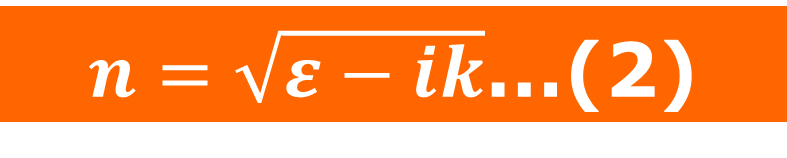 n = √ε − ik...(2)